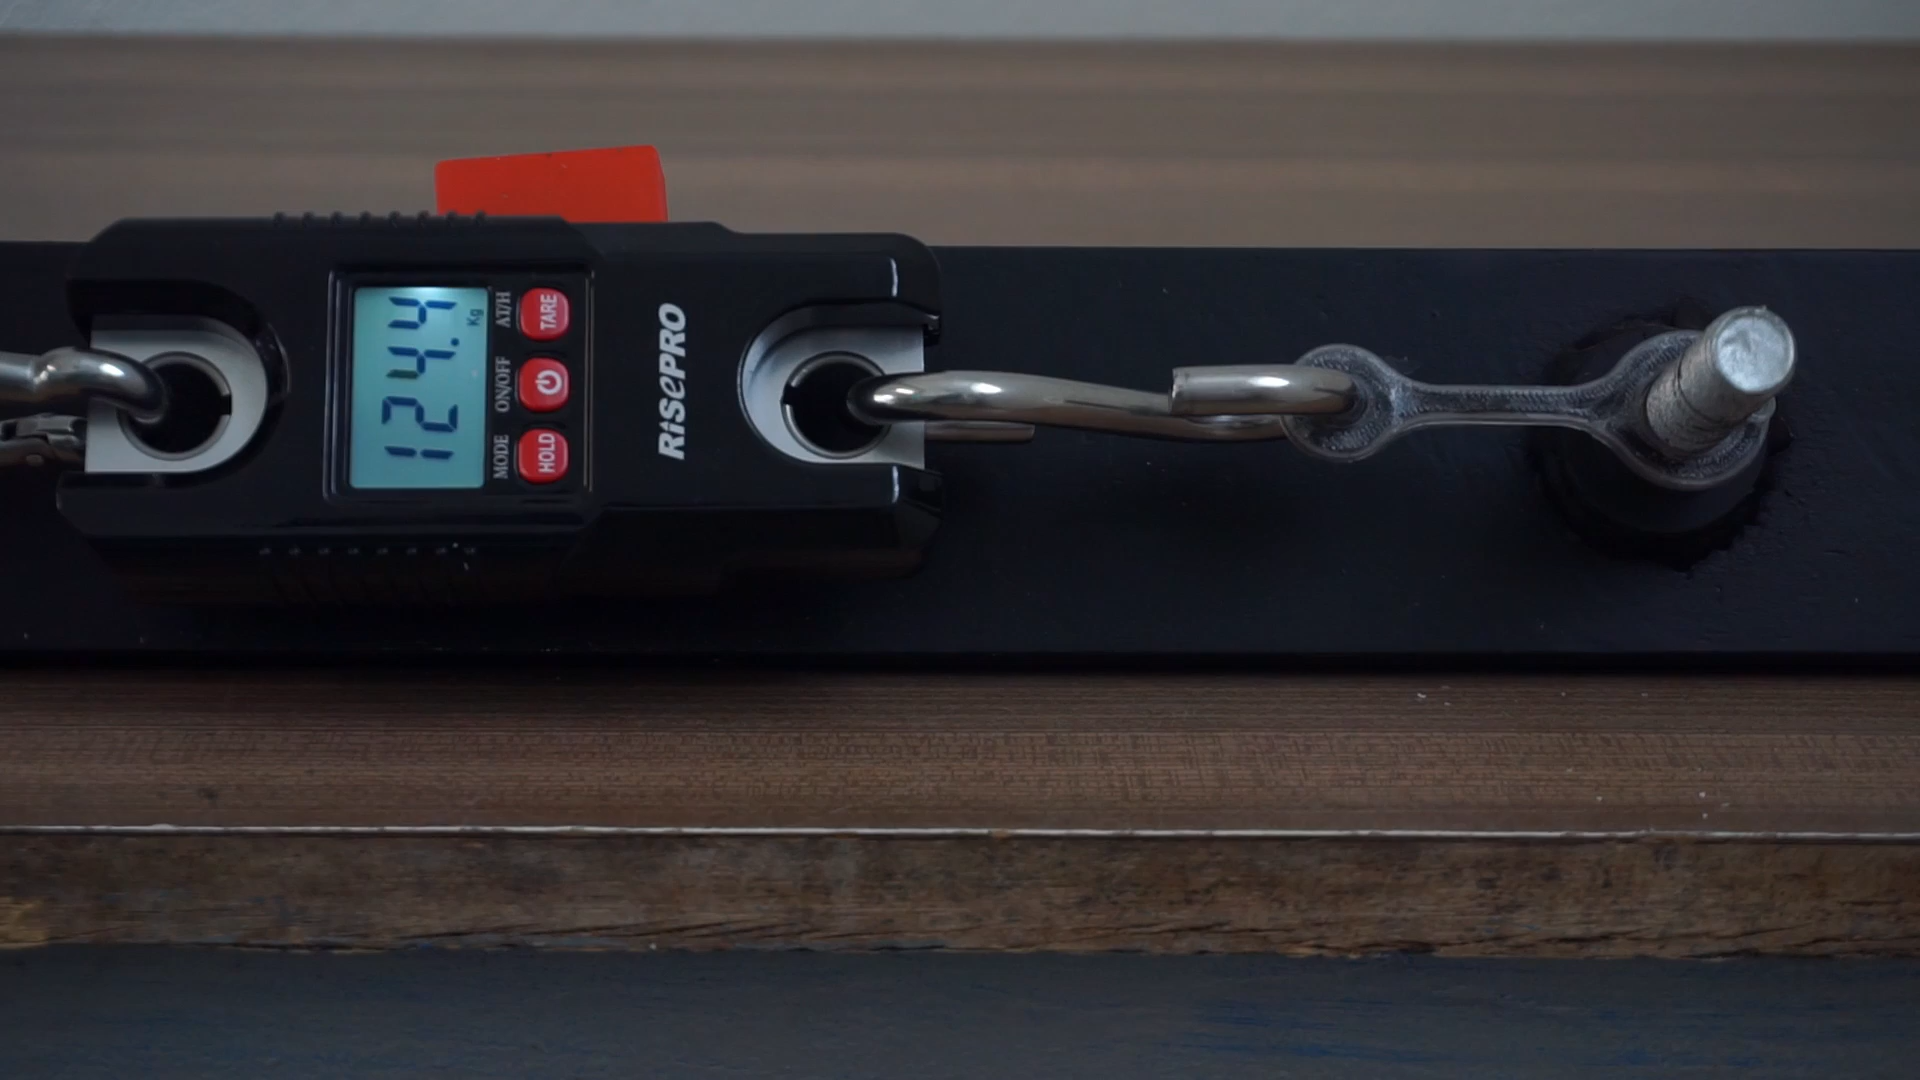 124.4
Kg
MODE
ON/OFF
AT/H
HOLD
TARE
RISEPRO